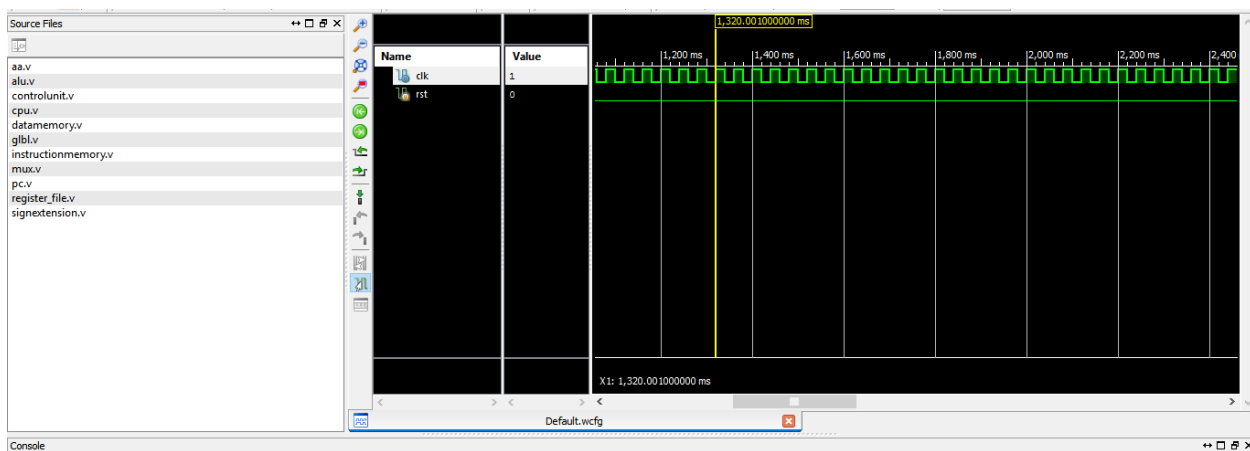 Source Files
aa.v
alu.v
controlunit.v
cpu.v
datamemory.v
glbl.v
instructionmemory.v
mux.v
pc.v
register_file.v
signextension.v
Name Value
clk 1
rst 0
1,320.001000000 ms
1,200 ms 1,400 ms 1,600 ms 1,800 ms 2,000 ms 2,200 ms 2,400
X1: 1,320.001000000 ms
Default.wcfg
Console